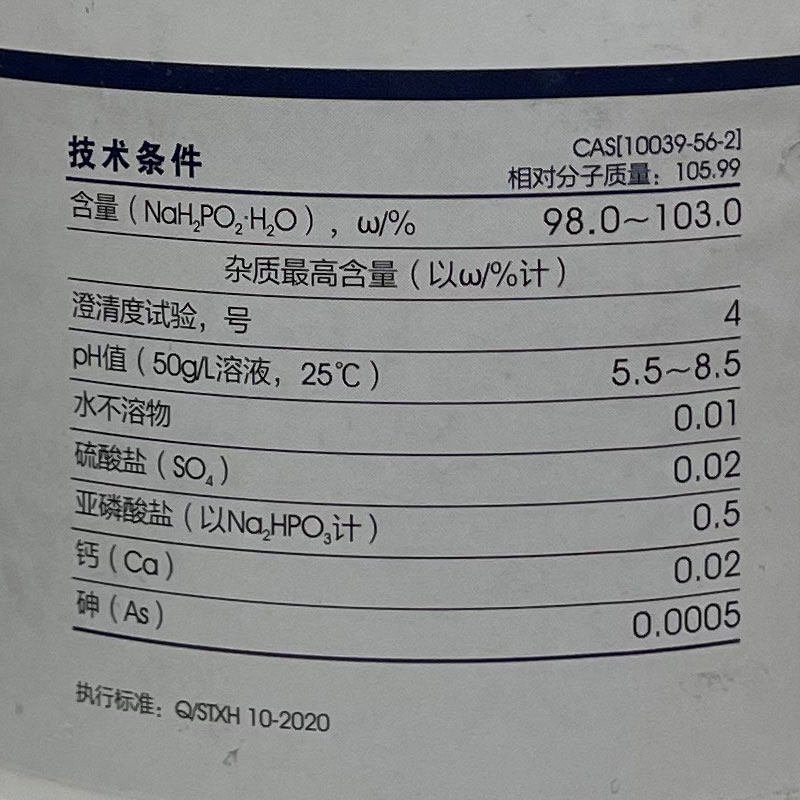 技术条件
CAS[10039-56-2]
相对分子质量：105.99
含量（NaH₂PO₂·H₂O），ω/% 98.0~103.0
杂质最高含量（以ω/%计）
澄清度试验，号 4
pH值（50g/L溶液，25℃） 5.5~8.5
水不溶物 0.01
硫酸盐（SO₄） 0.02
亚磷酸盐（以Na₂HPO₃计） 0.5
钙（Ca） 0.02
砷（As） 0.0005
执行标准：Q/STXH 10-2020